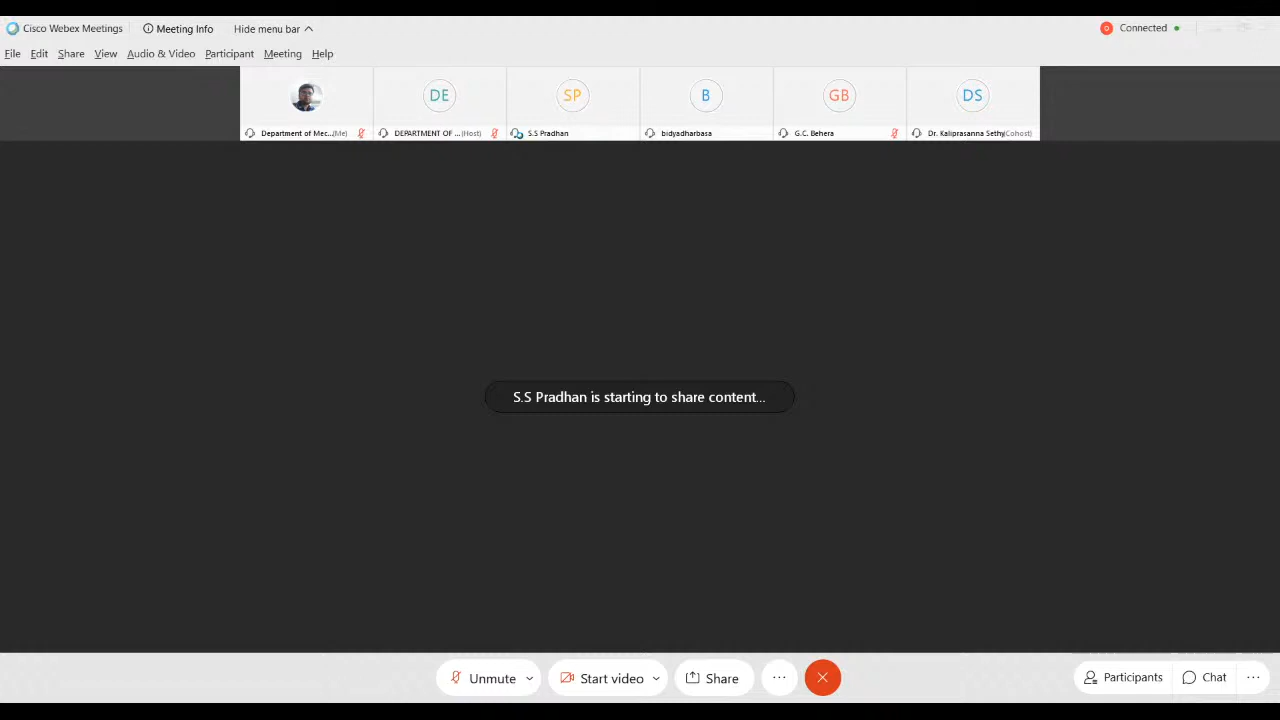 Cisco Webex Meetings Meeting Info Hide menu bar Connected
File Edit Share View Audio & Video Participant Meeting Help
DE SP B GB DS
Department of Mec...(Me) DEPARTMENT OF ...(Host) S.S Pradhan bidyadharbasa G.C. Behera Dr. Kaliprasanna Sethy(Cohost)
S.S Pradhan is starting to share content...
Unmute Start video Share ... Participants Chat ...